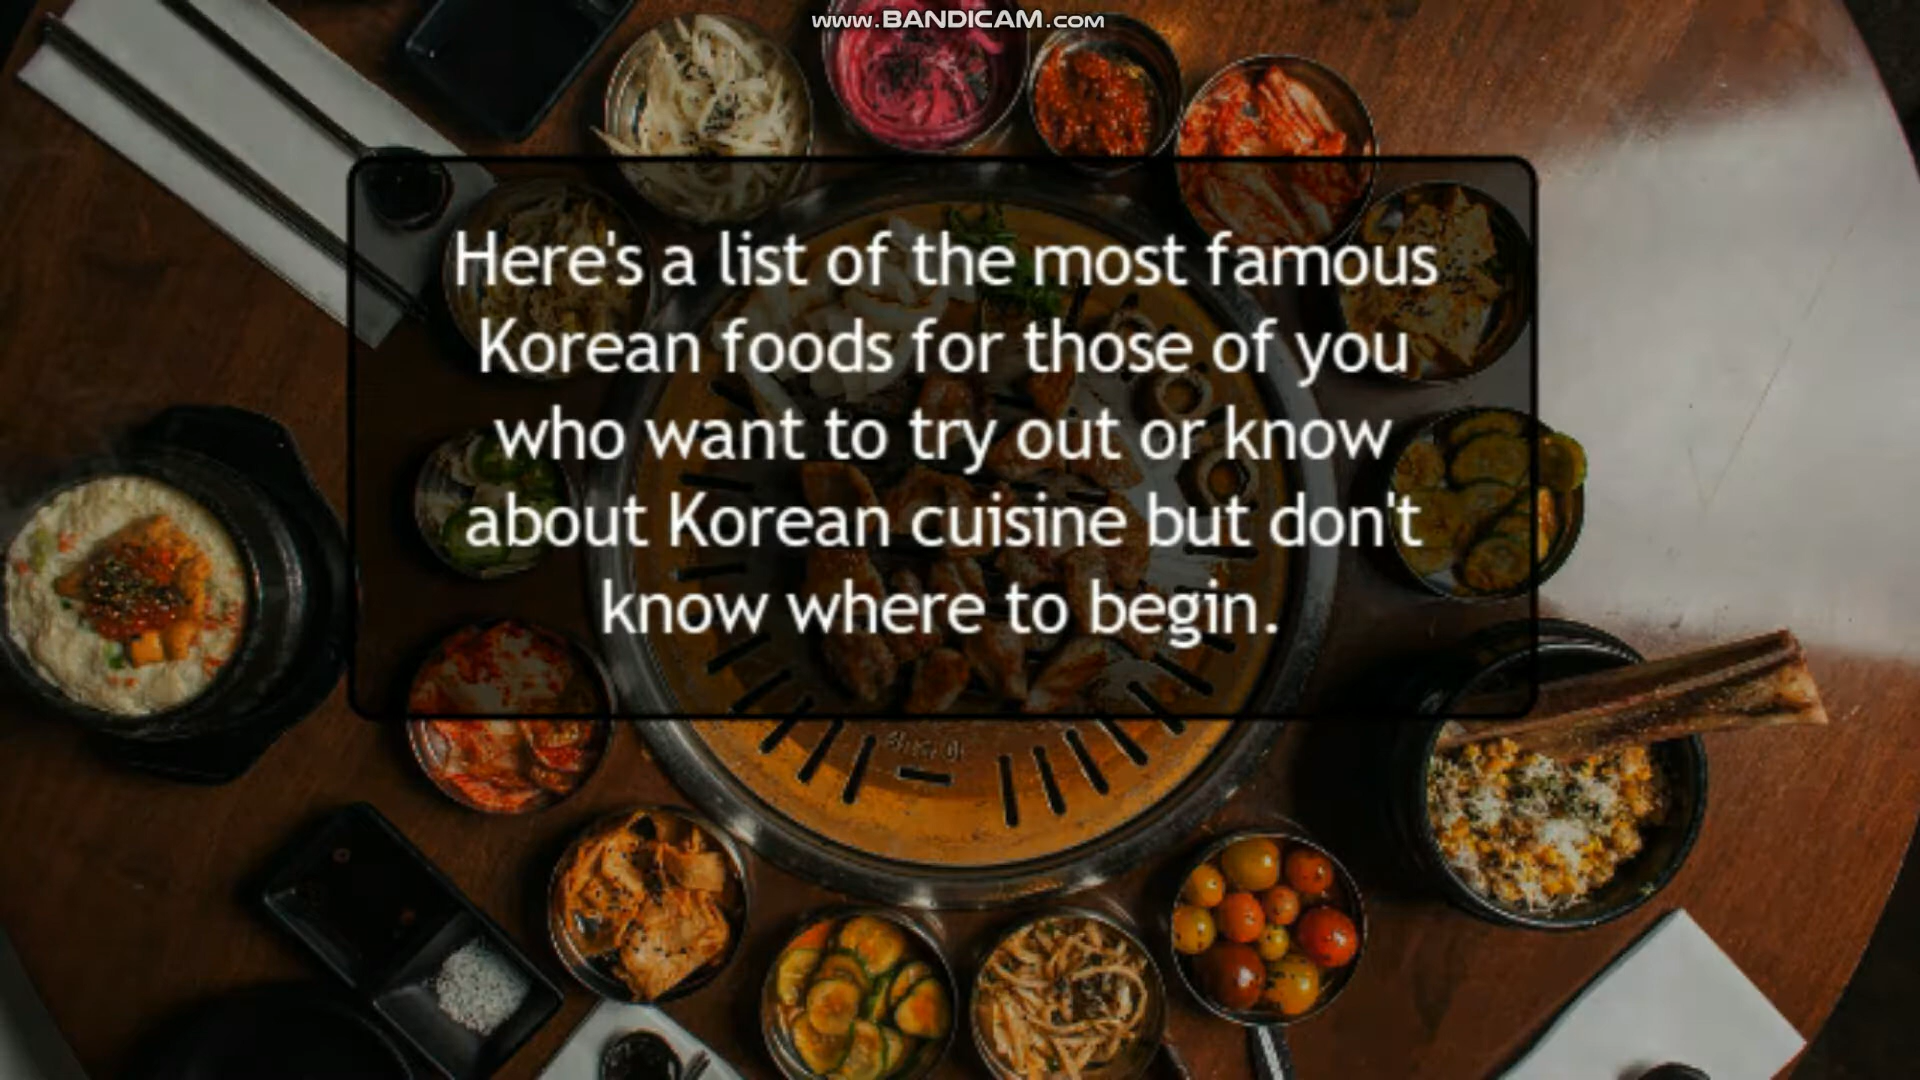 www.BANDICAM.com
Here's a list of the most famous
Korean foods for those of you
who want to try out or know
about Korean cuisine but don't
know where to begin.